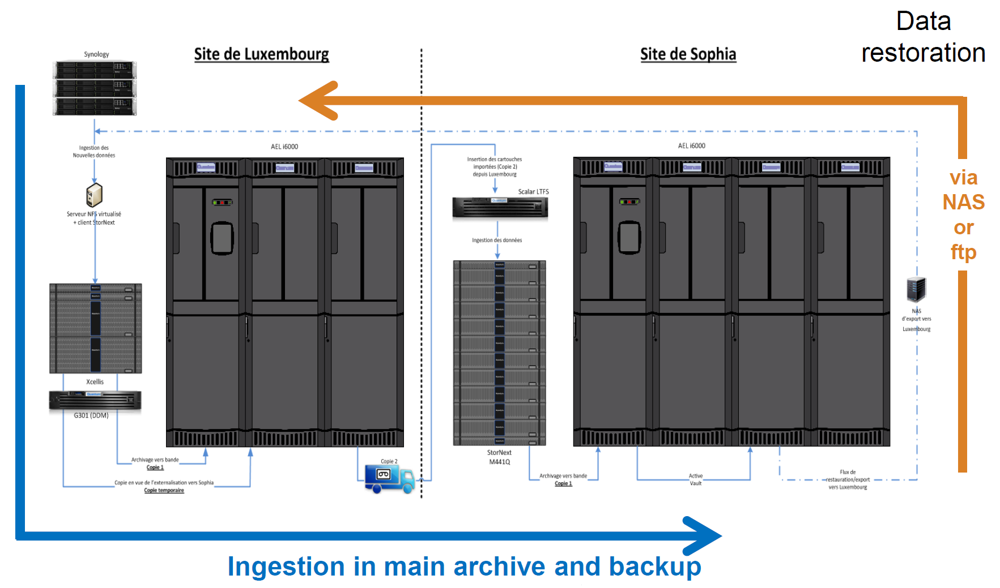 Data
restoration
Site de Luxembourg
Site de Sophia
Synology
Ingestion des
Nouvelles données
AEL i6000
AEL i6000
Insertion des cartouches
importées (Copie 2)
depuis Luxembourg
Scalar LTFS
Quantum
Serveur NFS virtualisé
+ client StorNext
Ingestion des données
via
NAS
or
ftp
NAS
d'export vers
Luxembourg
Xcellis
Quantum
G301 (DDM)
Archivage vers bande
Copie 1
Copie en vue de l'externalisation vers Sophia
Copie temporaire
Copie 2
StorNext
M441Q
Archivage vers bande
Copie 1
Active
Vault
Flux de
restauration/export
vers Luxembourg
Ingestion in main archive and backup